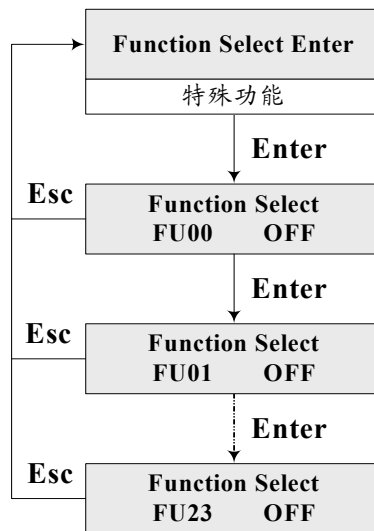 Function Select Enter
特殊功能
Enter
Esc
Function Select
FU00 OFF
Enter
Esc
Function Select
FU01 OFF
Enter
Esc
Function Select
FU23 OFF